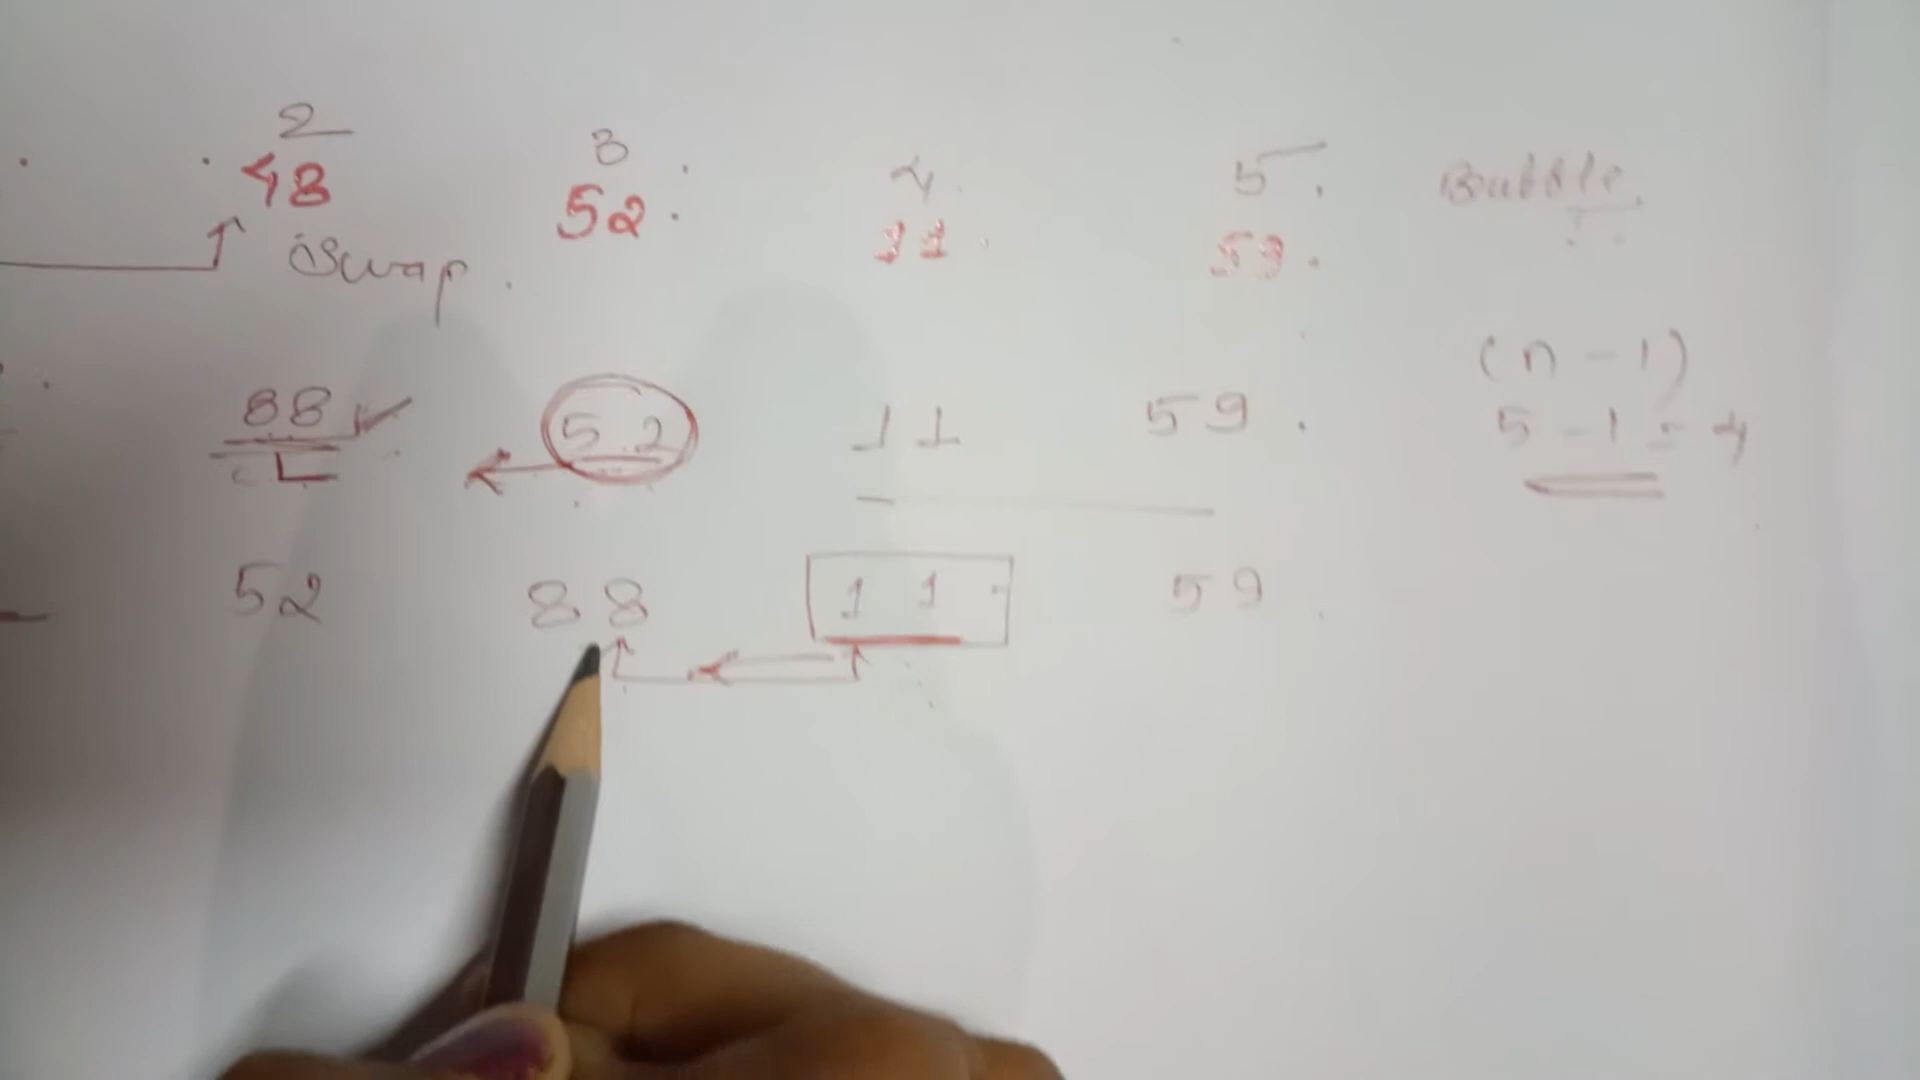 2 3 4 5
48 52 11 59 Bubble
Swap
88 52 11 59
(n-1)
5-1=4
52 88 11 59